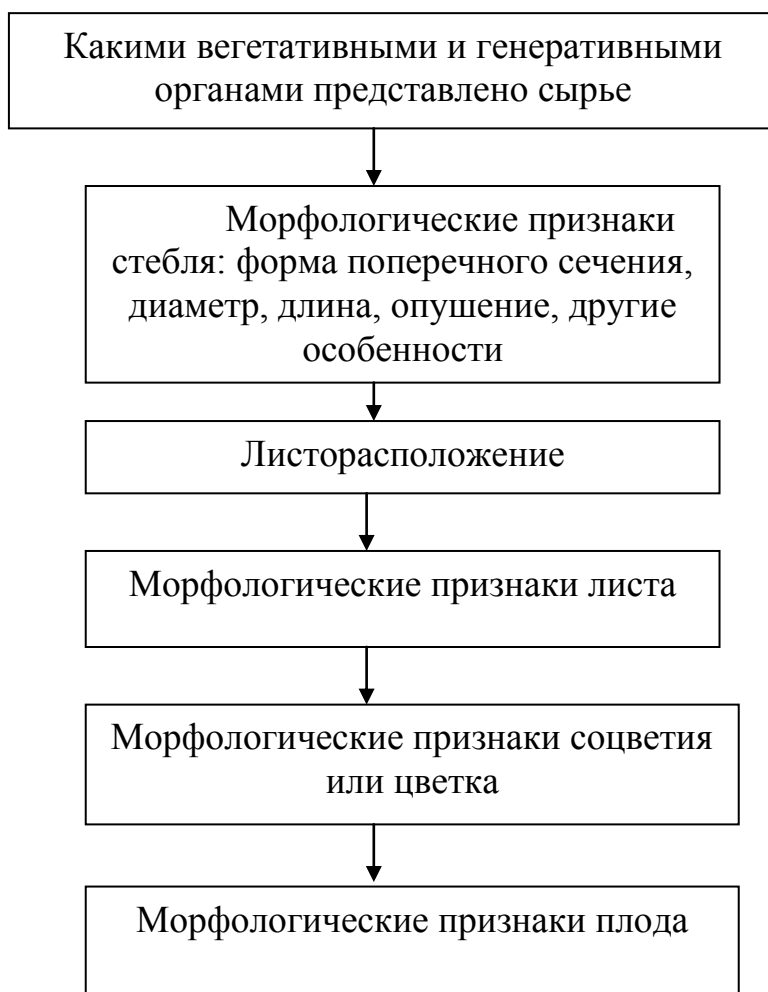 Какими вегетативными и генеративными
органами представлено сырье
Морфологические признаки
стебля: форма поперечного сечения,
диаметр, длина, опушение, другие
особенности
Листорасположение
Морфологические признаки листа
Морфологические признаки соцветия
или цветка
Морфологические признаки плода